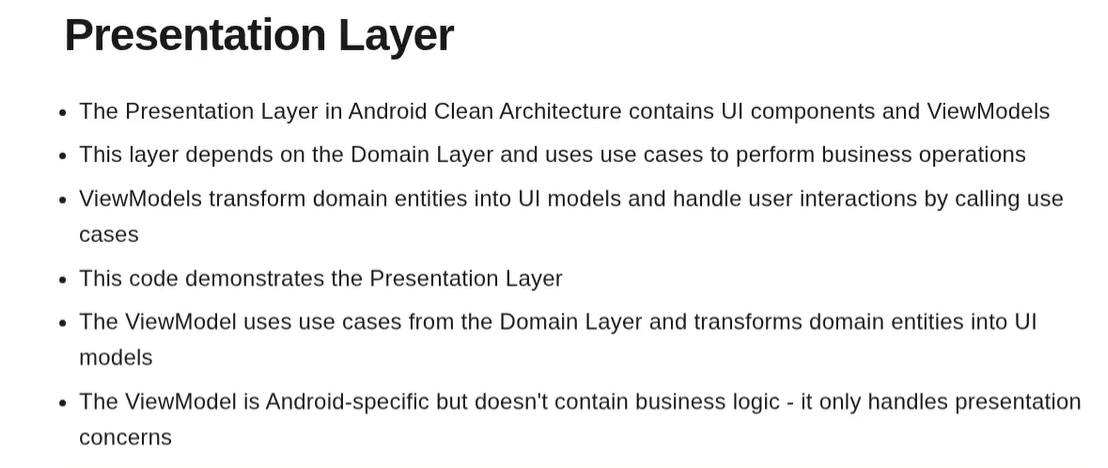 Presentation Layer
• The Presentation Layer in Android Clean Architecture contains UI components and ViewModels
• This layer depends on the Domain Layer and uses use cases to perform business operations
• ViewModels transform domain entities into UI models and handle user interactions by calling use
cases
• This code demonstrates the Presentation Layer
• The ViewModel uses use cases from the Domain Layer and transforms domain entities into UI
models
• The ViewModel is Android-specific but doesn't contain business logic - it only handles presentation
concerns